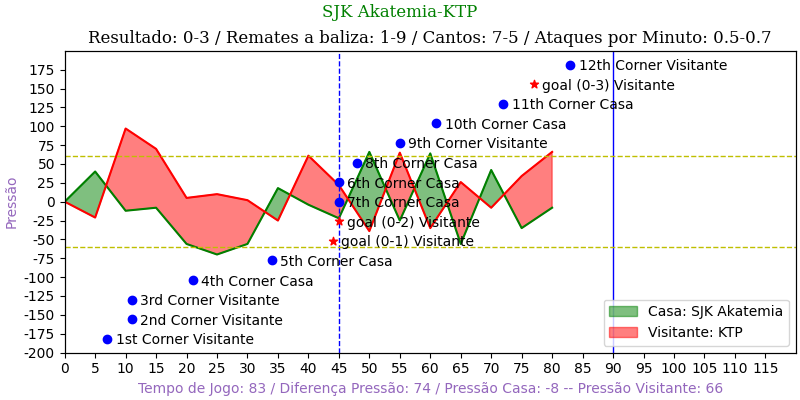 SJK Akatemia-KTP
Resultado: 0-3 / Remates a baliza: 1-9 / Cantos: 7-5 / Ataques por Minuto: 0.5-0.7
175
150
125
100
75
50
25
0
-25
-50
-75
-100
-125
-150
-175
-200
Pressão
12th Corner Visitante
goal (0-3) Visitante
11th Corner Casa
10th Corner Casa
9th Corner Visitante
8th Corner Casa
6th Corner Casa
7th Corner Casa
goal (0-2) Visitante
goal (0-1) Visitante
5th Corner Casa
4th Corner Casa
3rd Corner Visitante
2nd Corner Visitante
1st Corner Visitante
Casa: SJK Akatemia
Visitante: KTP
0 5 10 15 20 25 30 35 40 45 50 55 60 65 70 75 80 85 90 95 100 105 110 115
Tempo de Jogo: 83 / Diferença Pressão: 74 / Pressão Casa: -8 -- Pressão Visitante: 66